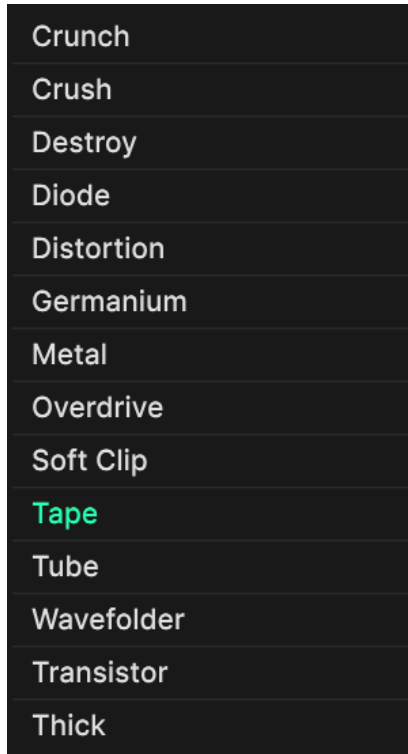 Crunch
Crush
Destroy
Diode
Distortion
Germanium
Metal
Overdrive
Soft Clip
Tape
Tube
Wavefolder
Transistor
Thick